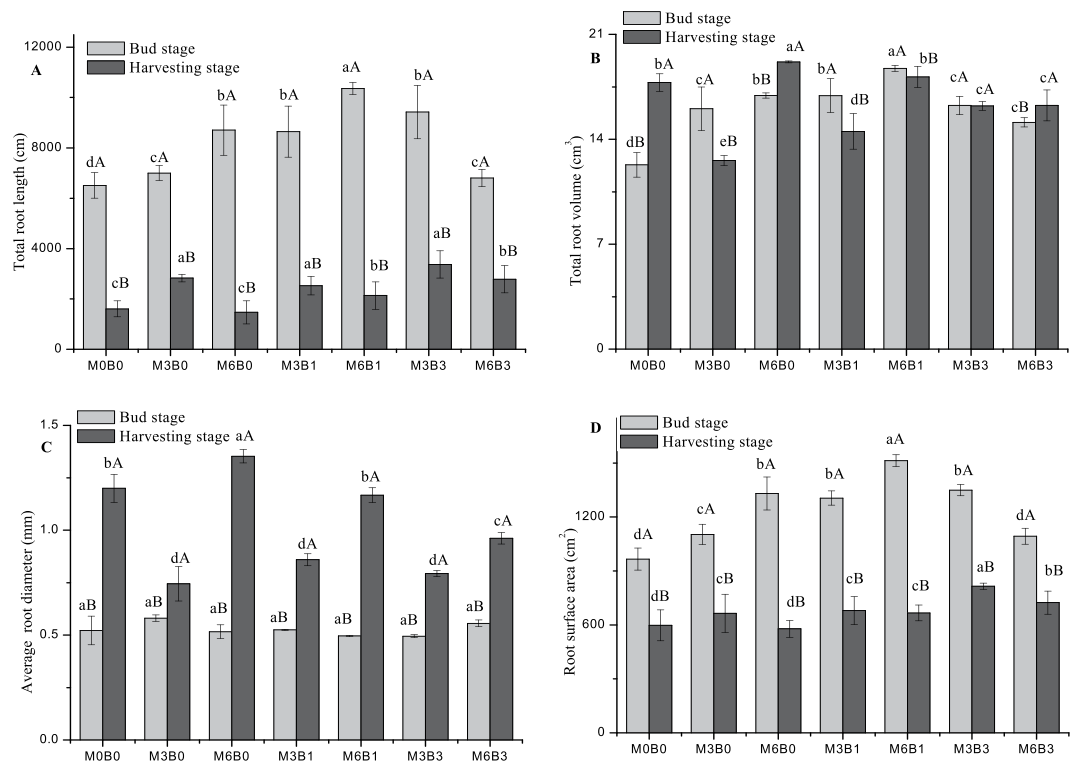 Bud stage
Harvesting stage
A
12000
8000
4000
0
Total root length (cm)
dA cA bA bA aA bA cA
cB aB cB aB bB aB bB
M0B0 M3B0 M6B0 M3B1 M6B1 M3B3 M6B3
Bud stage
Harvesting stage
B
21
14
7
0
Total root volume (cm3)
dB cA bB bA aA cA cB
bA eB aA dB bB cA cA
M0B0 M3B0 M6B0 M3B1 M6B1 M3B3 M6B3
Bud stage
Harvesting stage
C
1.5
1.0
0.5
0.0
Average root diameter (mm)
bA dA aA dA bA dA cA
aB aB aB aB aB aB aB
M0B0 M3B0 M6B0 M3B1 M6B1 M3B3 M6B3
Bud stage
Harvesting stage
D
1200
600
0
Root surface area (cm2)
dA cA bA bA aA bA dA
dB cB dB cB cB aB bB
M0B0 M3B0 M6B0 M3B1 M6B1 M3B3 M6B3